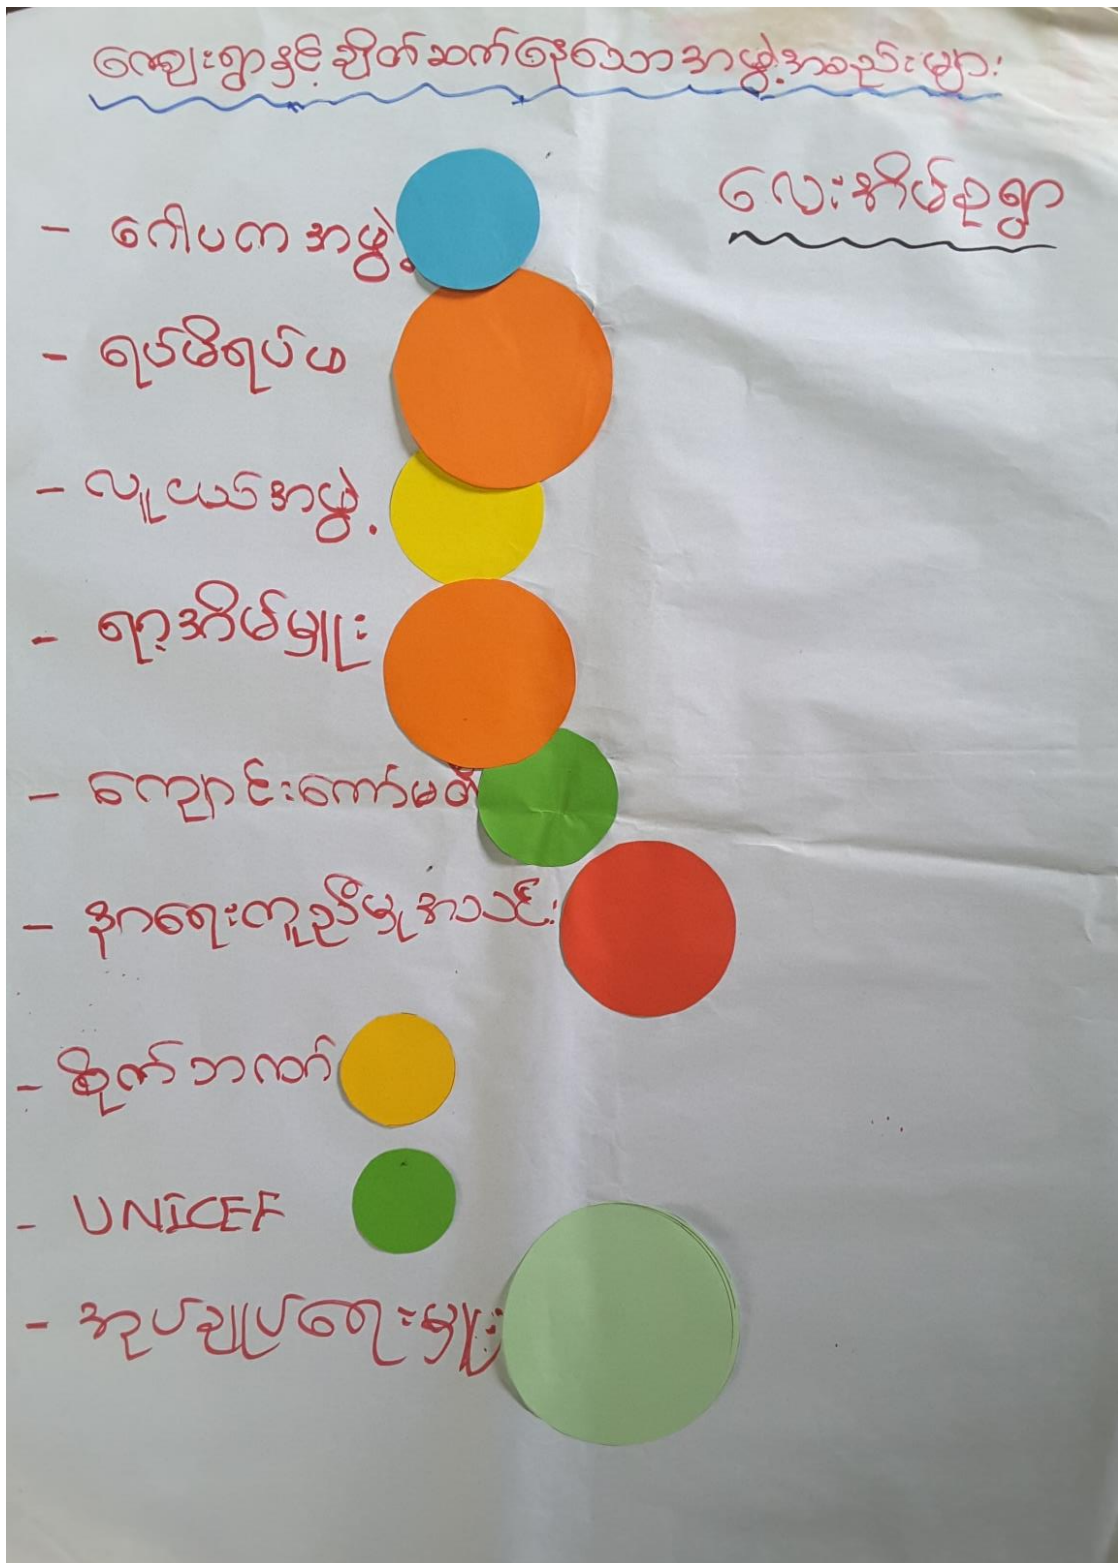 ကျေးရွာနှင့်ချိတ်ဆက်နေသောအဖွဲ့အစည်းများ
လေးအိမ်စုရွာ
- ဂေါပကအဖွဲ့
- ရပ်မိရပ်ဖ
- လူငယ်အဖွဲ့
- ရာ့အိမ်မှူး
- ကျောင်းကော်မတီ
- နာရေးကူညီမှုအသင်း
- စိုက်ဘဏ်
- UNICEF
- အုပ်ချုပ်ရေးမှူး